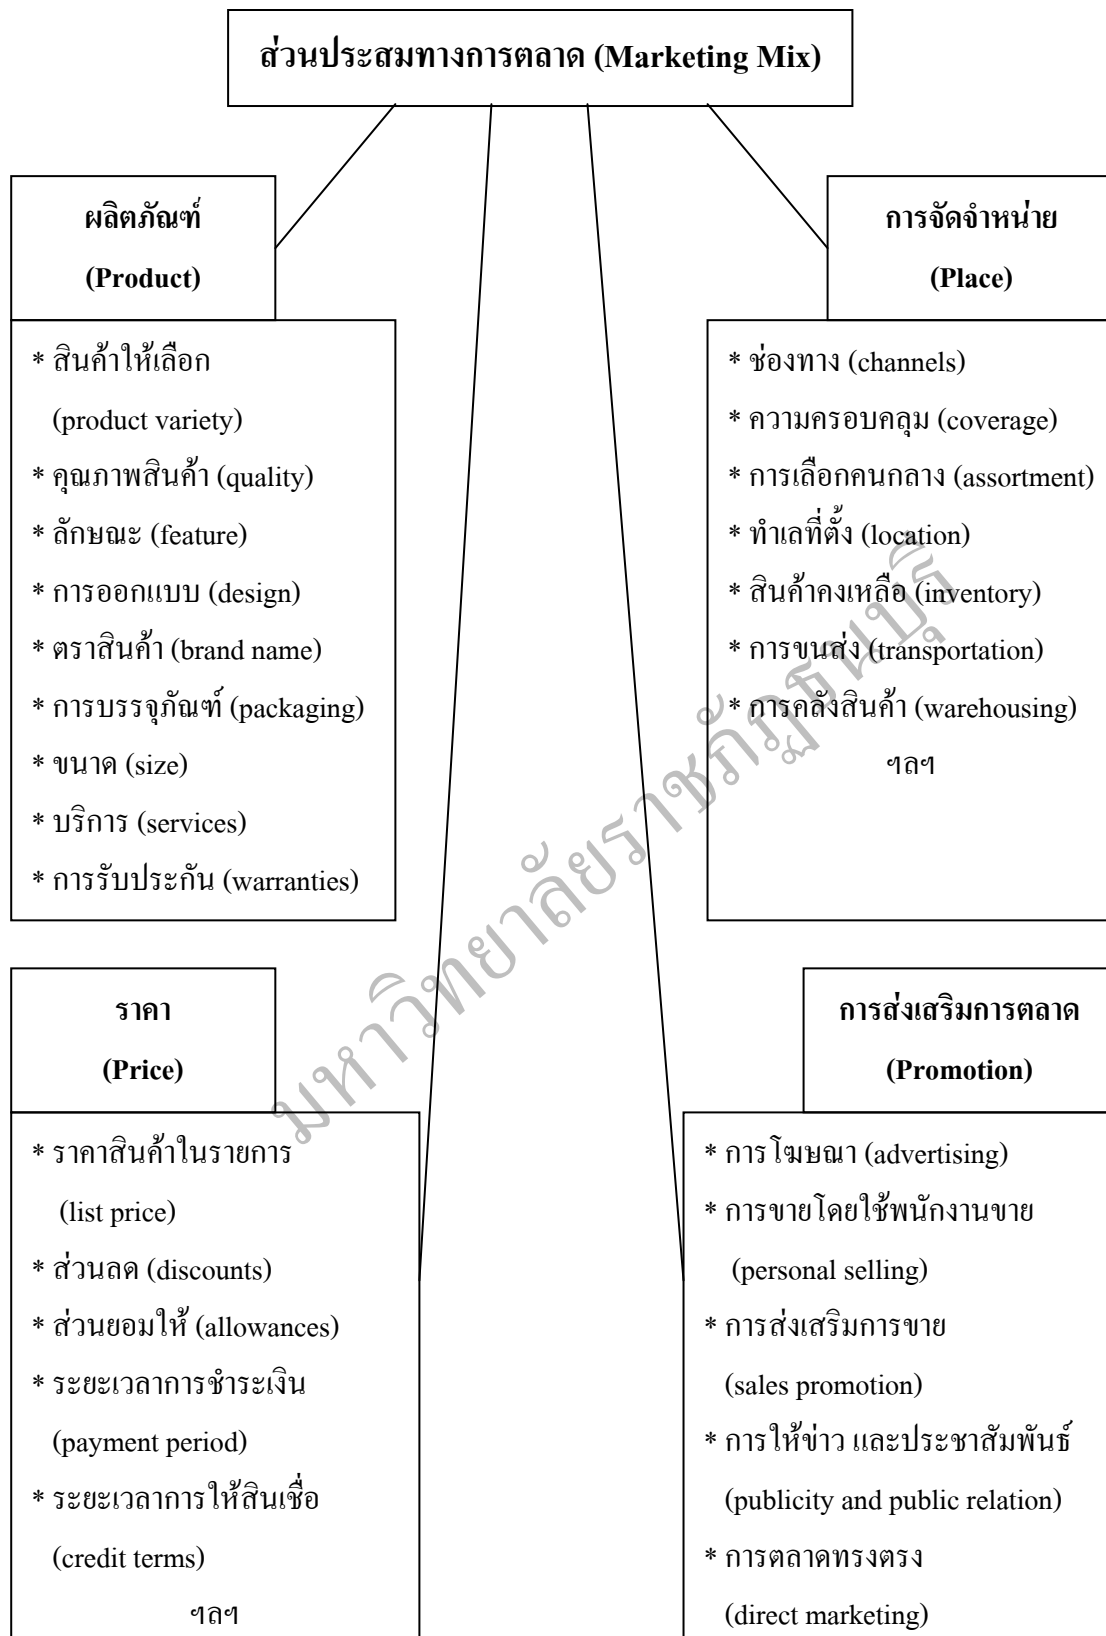 ส่วนประสมทางการตลาด (Marketing Mix)
ผลิตภัณฑ์
(Product)
* สินค้าให้เลือก
(product variety)
* คุณภาพสินค้า (quality)
* ลักษณะ (feature)
* การออกแบบ (design)
* ตราสินค้า (brand name)
* การบรรจุภัณฑ์ (packaging)
* ขนาด (size)
* บริการ (services)
* การรับประกัน (warranties)
การจัดจำหน่าย
(Place)
* ช่องทาง (channels)
* ความครอบคลุม (coverage)
* การเลือกคนกลาง (assortment)
* ทำเลที่ตั้ง (location)
* สินค้าคงเหลือ (inventory)
* การขนส่ง (transportation)
* การคลังสินค้า (warehousing)
ฯลฯ
ราคา
(Price)
* ราคาสินค้าในรายการ
(list price)
* ส่วนลด (discounts)
* ส่วนยอมให้ (allowances)
* ระยะเวลาการชำระเงิน
(payment period)
* ระยะเวลาการให้สินเชื่อ
(credit terms)
ฯลฯ
การส่งเสริมการตลาด
(Promotion)
* การโฆษณา (advertising)
* การขายโดยใช้พนักงานขาย
(personal selling)
* การส่งเสริมการขาย
(sales promotion)
* การให้ข่าว และประชาสัมพันธ์
(publicity and public relation)
* การตลาดทรงตรง
(direct marketing)
มหาวิทยาลัยราชภัฏธนบุรี